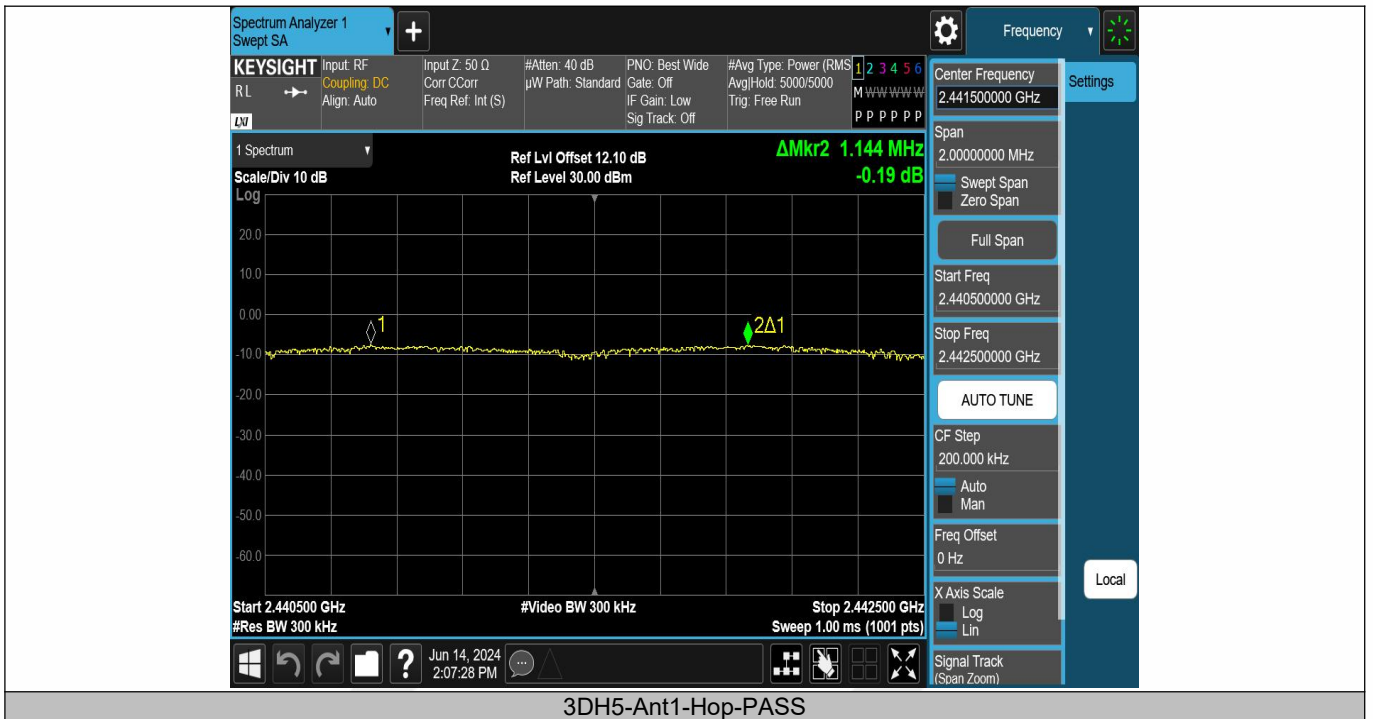 Spectrum Analyzer 1
Swept SA
+
Frequency
KEYSIGHT
RL
LXI
Input: RF
Coupling: DC
Align: Auto
Input Z: 50 Ω
Corr CCorr
Freq Ref: Int (S)
#Atten: 40 dB
µW Path: Standard
PNO: Best Wide
Gate: Off
IF Gain: Low
Sig Track: Off
#Avg Type: Power (RMS
Avg|Hold: 5000/5000
Trig: Free Run
1 2 3 4 5 6
M W W W W W
P P P P P P
1 Spectrum
Scale/Div 10 dB
Log
Ref Lvl Offset 12.10 dB
Ref Level 30.00 dBm
ΔMkr2 1.144 MHz
-0.19 dB
20.0
10.0
0.00
-10.0
-20.0
-30.0
-40.0
-50.0
-60.0
1
2Δ1
Start 2.440500 GHz
#Res BW 300 kHz
#Video BW 300 kHz
Stop 2.442500 GHz
Sweep 1.00 ms (1001 pts)
Center Frequency
2.441500000 GHz
Settings
Span
2.00000000 MHz
Swept Span
Zero Span
Full Span
Start Freq
2.440500000 GHz
Stop Freq
2.442500000 GHz
AUTO TUNE
CF Step
200.000 kHz
Auto
Man
Freq Offset
0 Hz
X Axis Scale
Log
Lin
Signal Track
(Span Zoom)
Local
?
Jun 14, 2024
2:07:28 PM
3DH5-Ant1-Hop-PASS